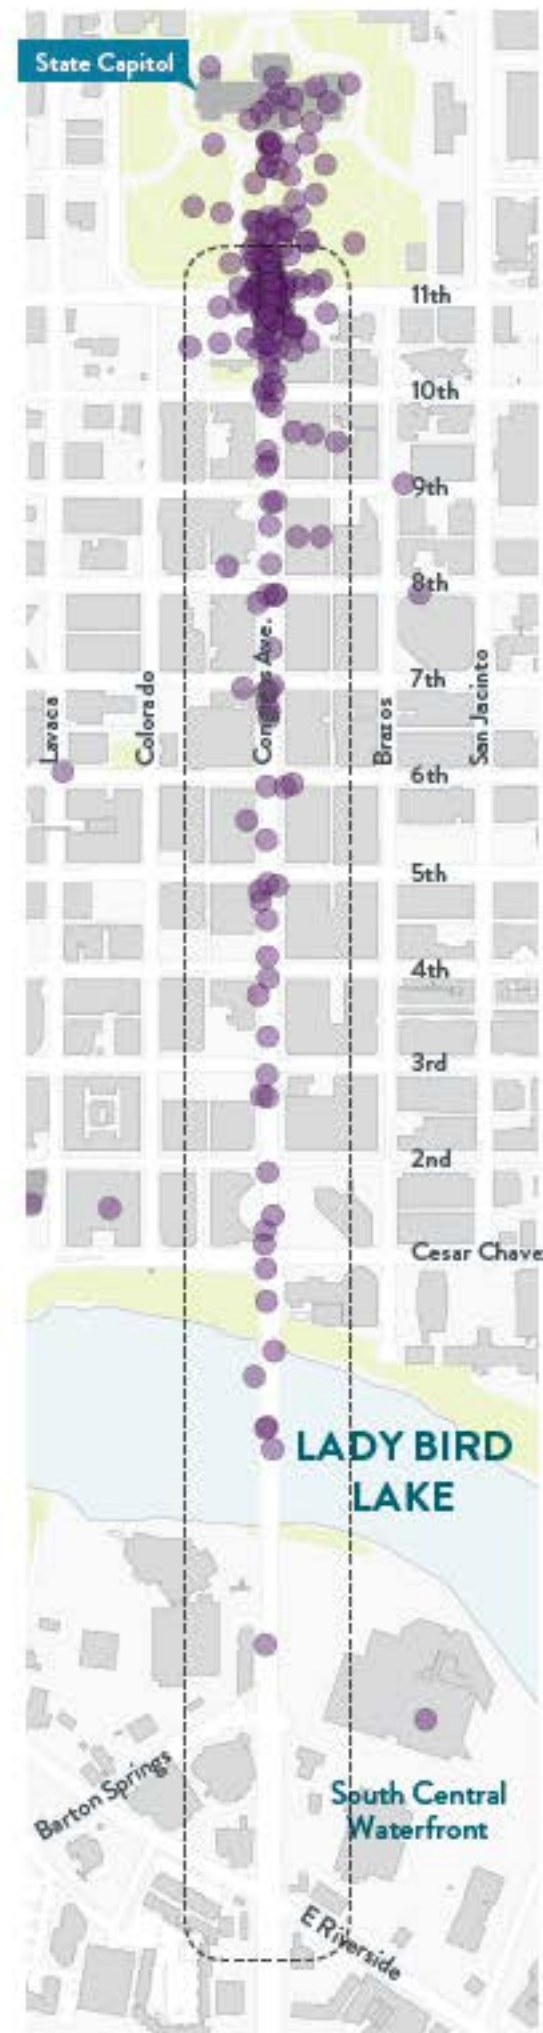 State Capitol
11th
10th
9th
8th
7th
Congress Ave.
Lavaca
Colorado
Brazos
San Jacinto
6th
5th
4th
3rd
2nd
Cesar Chave
LADY BIRD
LAKE
Barton Springs
South Central
Waterfront
E Riverside